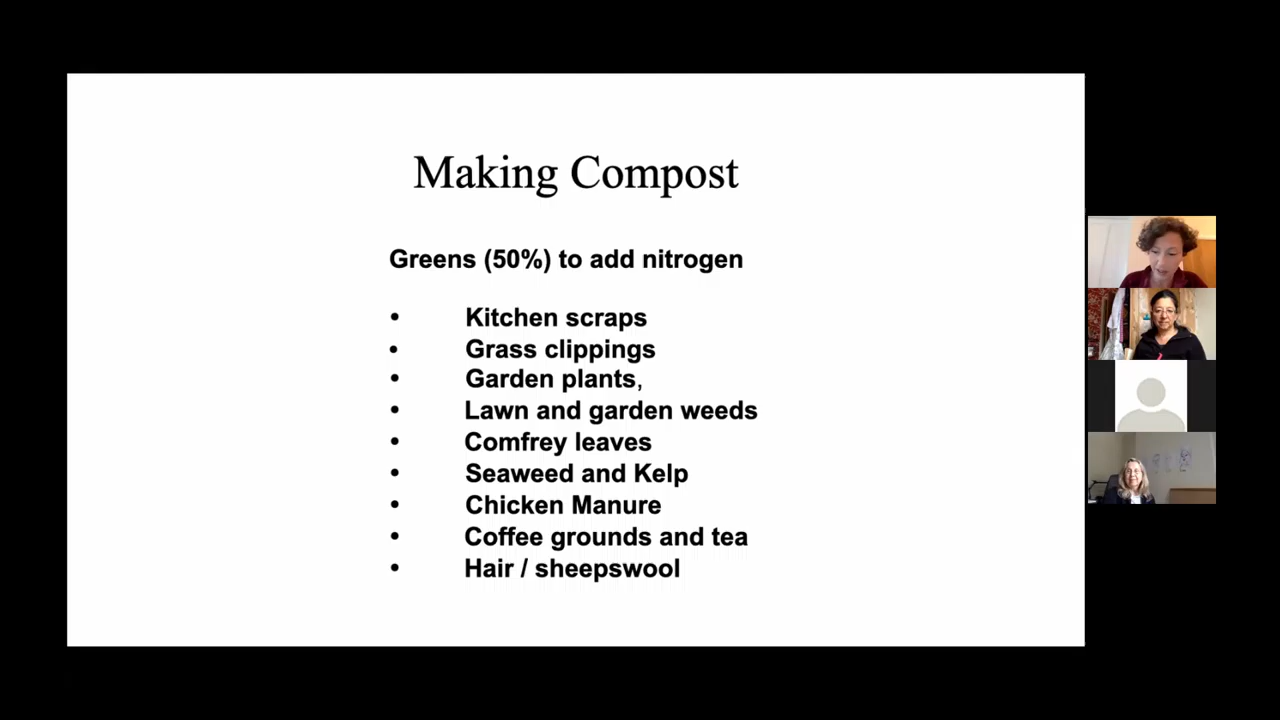 Making Compost
Greens (50%) to add nitrogen
• Kitchen scraps
• Grass clippings
• Garden plants,
• Lawn and garden weeds
• Comfrey leaves
• Seaweed and Kelp
• Chicken Manure
• Coffee grounds and tea
• Hair / sheepswool